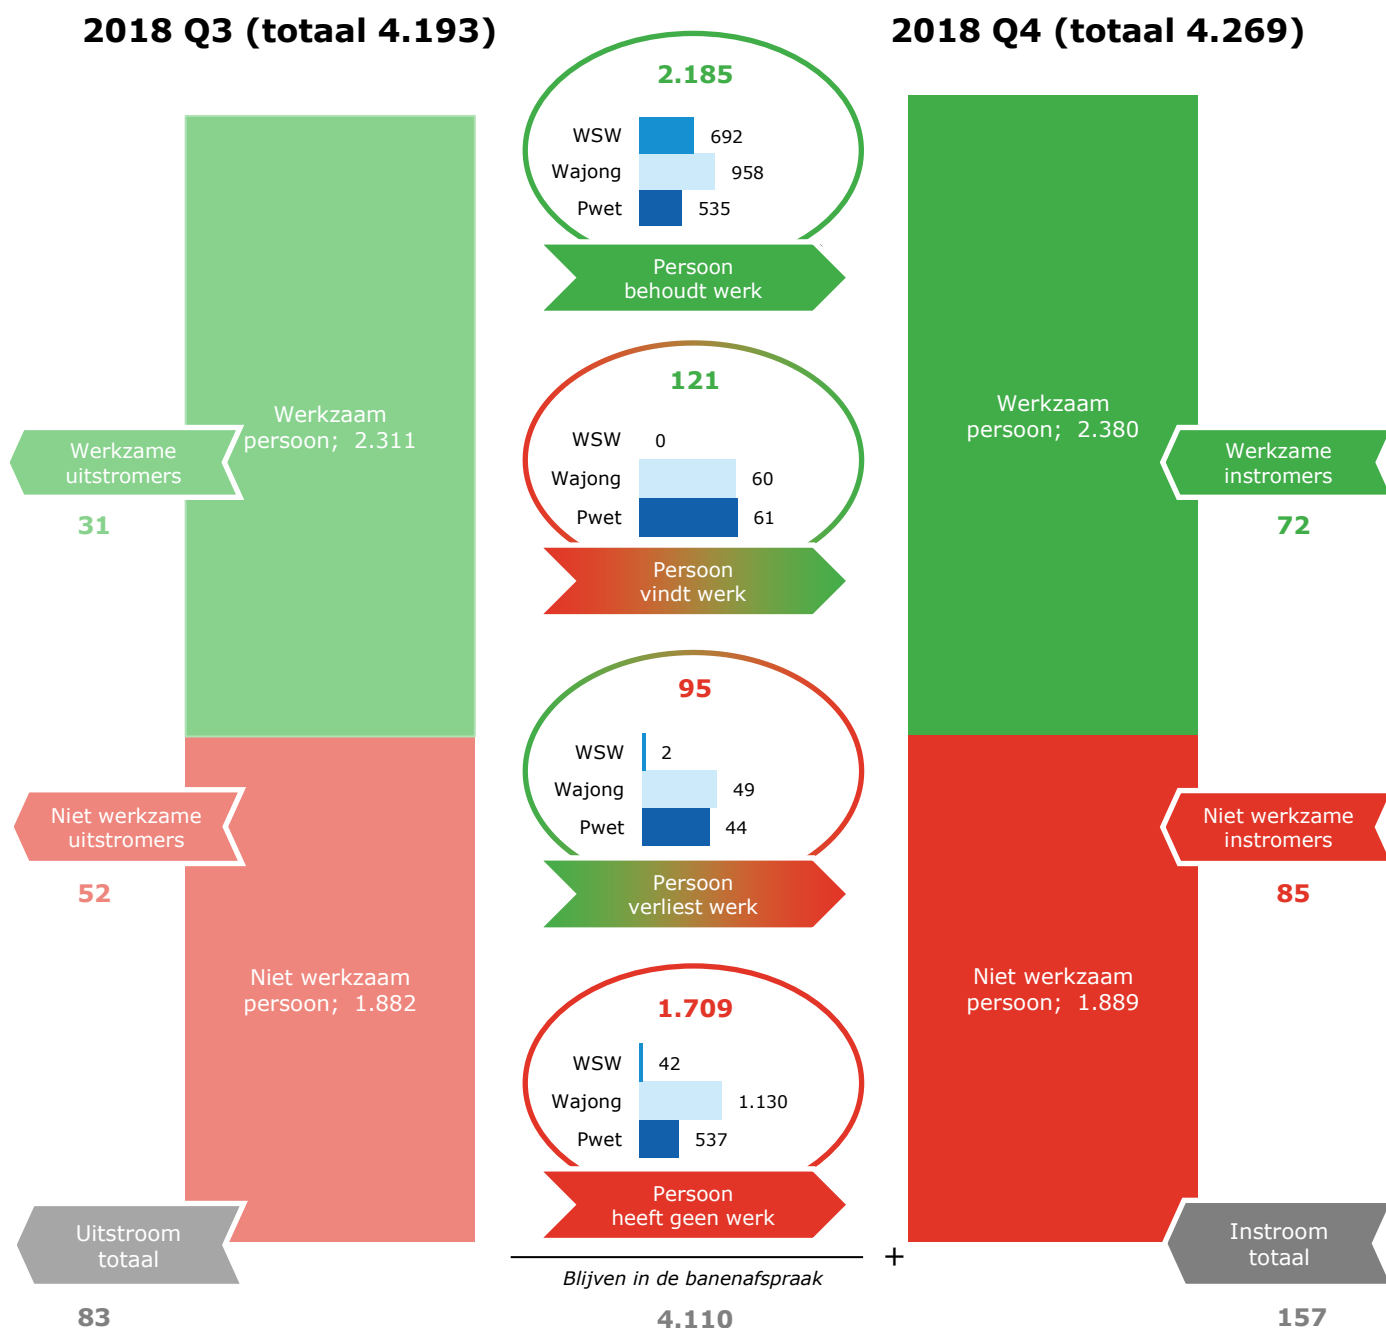 2018 Q3 (totaal 4.193)
2018 Q4 (totaal 4.269)
Werkzaam
persoon; 2.311
Werkzame
uitstromers
31
Niet werkzame
uitstromers
52
Niet werkzaam
persoon; 1.882
Uitstroom
totaal
83
2.185
WSW 692
Wajong 958
Pwet 535
Persoon
behoudt werk
121
WSW 0
Wajong 60
Pwet 61
Persoon
vindt werk
95
WSW 2
Wajong 49
Pwet 44
Persoon
verliest werk
1.709
WSW 42
Wajong 1.130
Pwet 537
Persoon
heeft geen werk
+
Blijven in de banenafspraak
4.110
Werkzaam
persoon; 2.380
Werkzame
instromers
72
Niet werkzame
instromers
85
Niet werkzaam
persoon; 1.889
Instroom
totaal
157